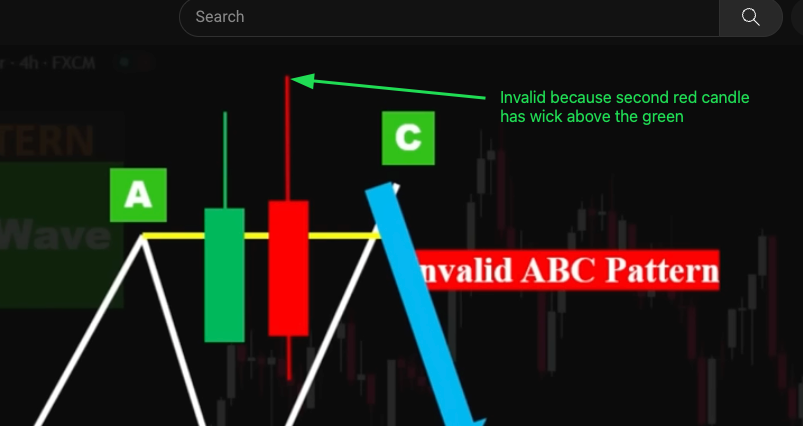 Search
r · 4h · FXCM
Invalid because second red candle
has wick above the green
TERN
C
A
Wave
nvalid ABC Pattern